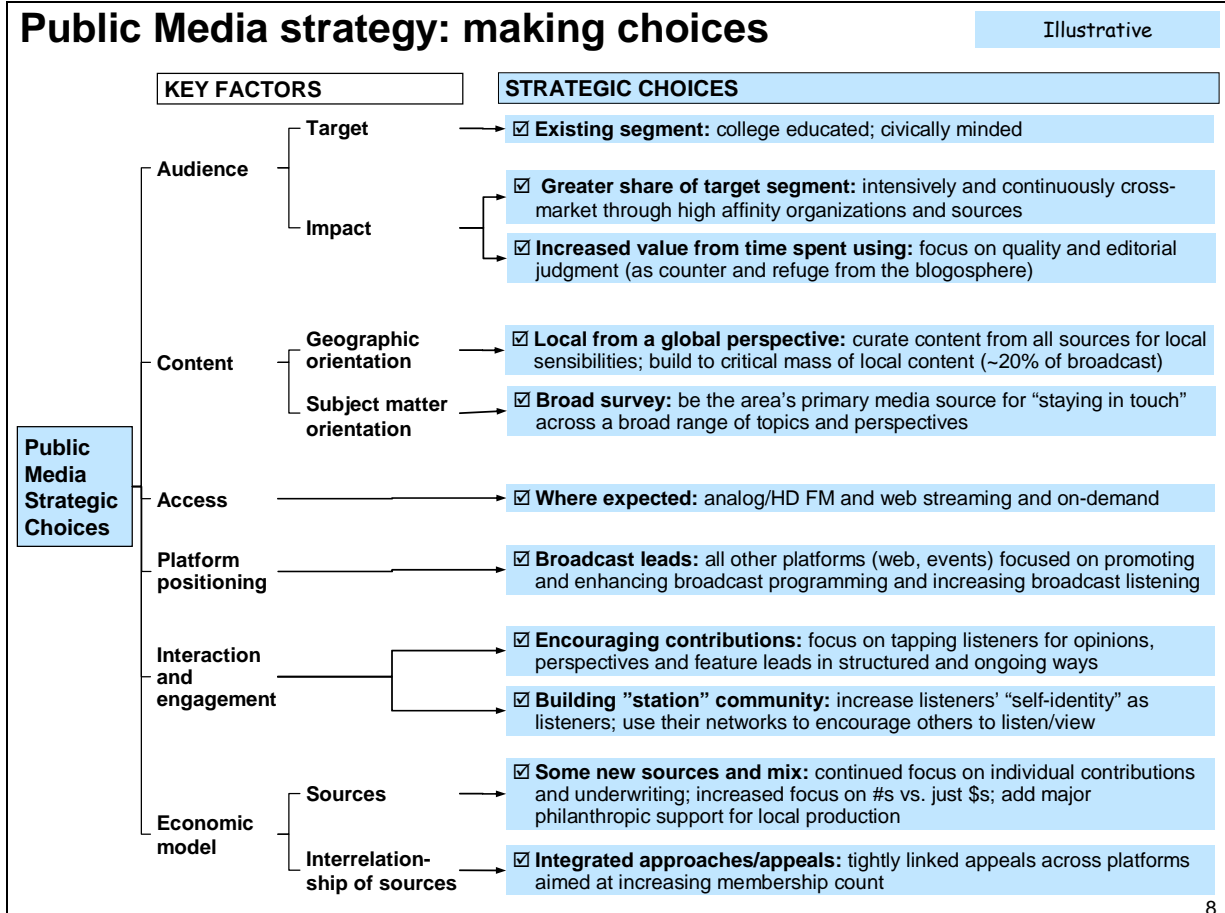 Public Media strategy: making choices
Illustrative
KEY FACTORS
STRATEGIC CHOICES
Public
Media
Strategic
Choices
Audience
Target
☑ Existing segment: college educated; civically minded
Impact
☑ Greater share of target segment: intensively and continuously cross-
market through high affinity organizations and sources
☑ Increased value from time spent using: focus on quality and editorial
judgment (as counter and refuge from the blogosphere)
Content
Geographic
orientation
☑ Local from a global perspective: curate content from all sources for local
sensibilities; build to critical mass of local content (~20% of broadcast)
Subject matter
orientation
☑ Broad survey: be the area's primary media source for “staying in touch”
across a broad range of topics and perspectives
Access
☑ Where expected: analog/HD FM and web streaming and on-demand
Platform
positioning
☑ Broadcast leads: all other platforms (web, events) focused on promoting
and enhancing broadcast programming and increasing broadcast listening
Interaction
and
engagement
☑ Encouraging contributions: focus on tapping listeners for opinions,
perspectives and feature leads in structured and ongoing ways
☑ Building ”station” community: increase listeners' “self-identity” as
listeners; use their networks to encourage others to listen/view
Economic
model
Sources
☑ Some new sources and mix: continued focus on individual contributions
and underwriting; increased focus on #s vs. just $s; add major
philanthropic support for local production
Interrelation-
ship of sources
☑ Integrated approaches/appeals: tightly linked appeals across platforms
aimed at increasing membership count
8